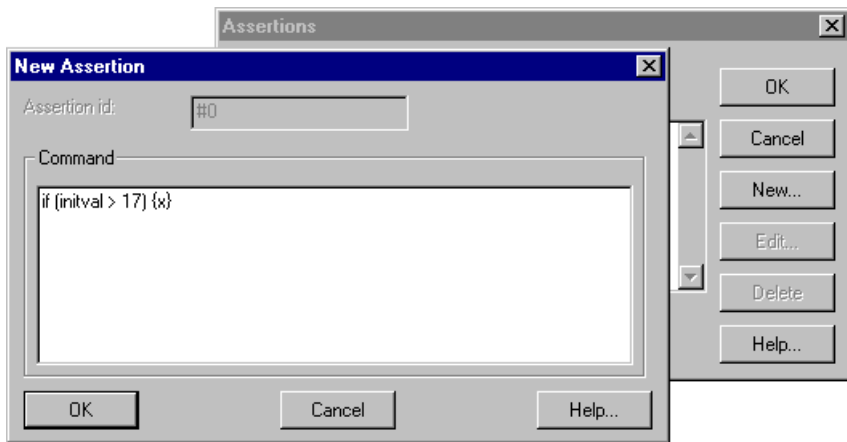 Assertions
OK
Cancel
New...
Edit...
Delete
Help...
New Assertion
Assertion id:
#0
Command
if (initval > 17) {x}
OK
Cancel
Help...